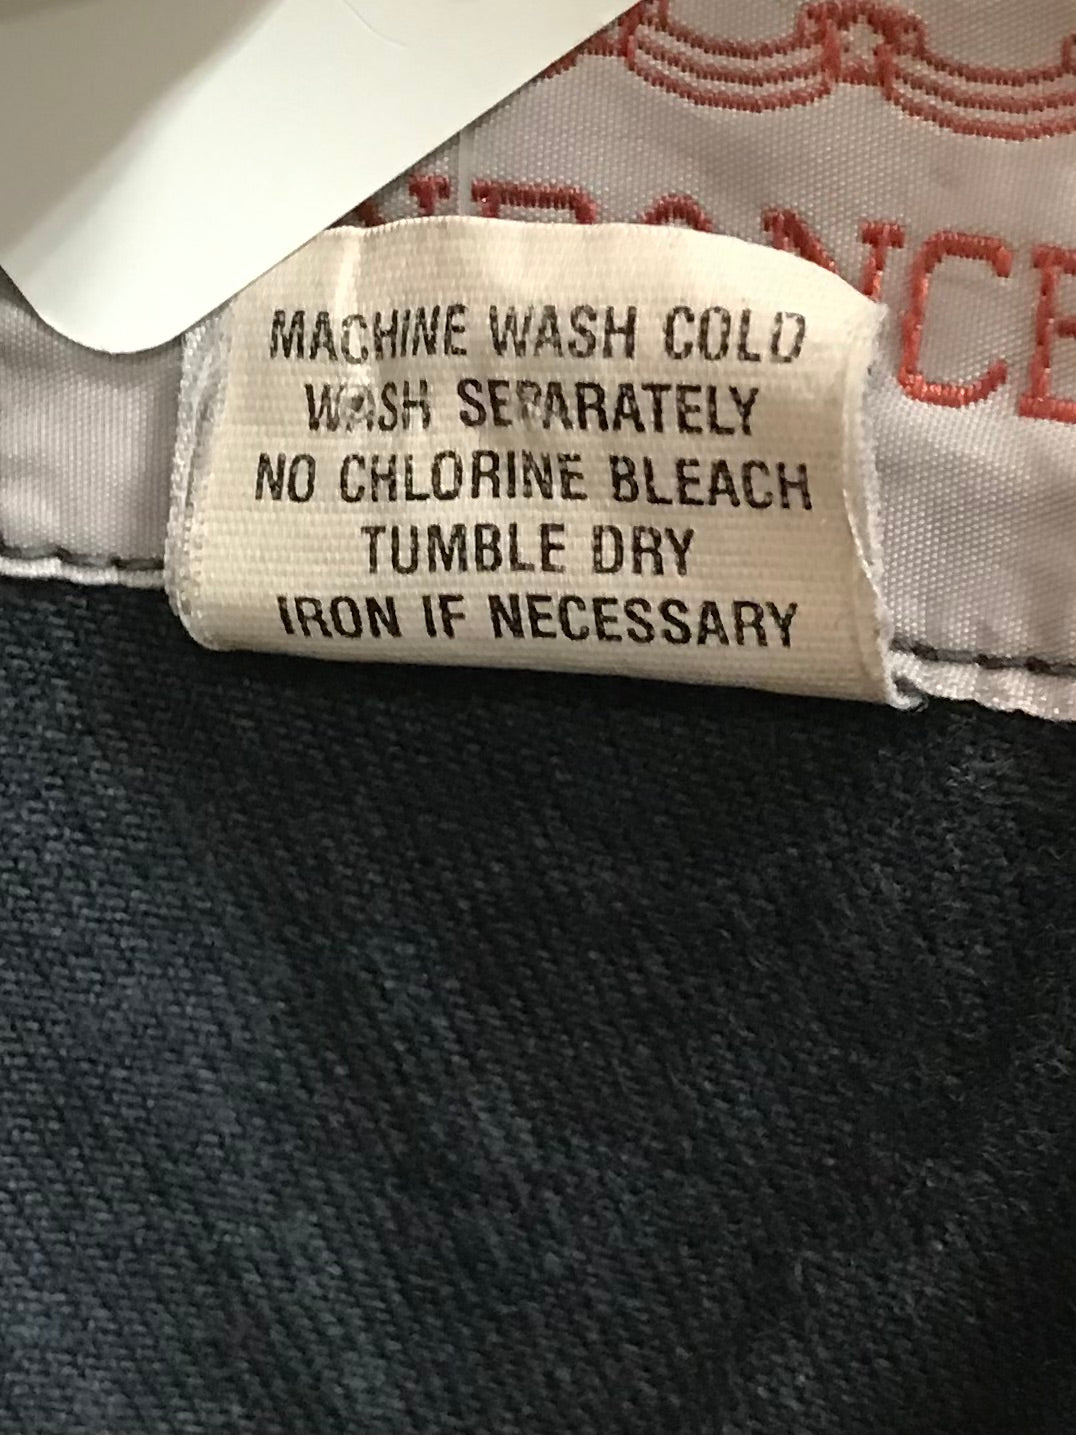 MACHINE WASH COLD
WASH SEPARATELY
NO CHLORINE BLEACH
TUMBLE DRY
IRON IF NECESSARY